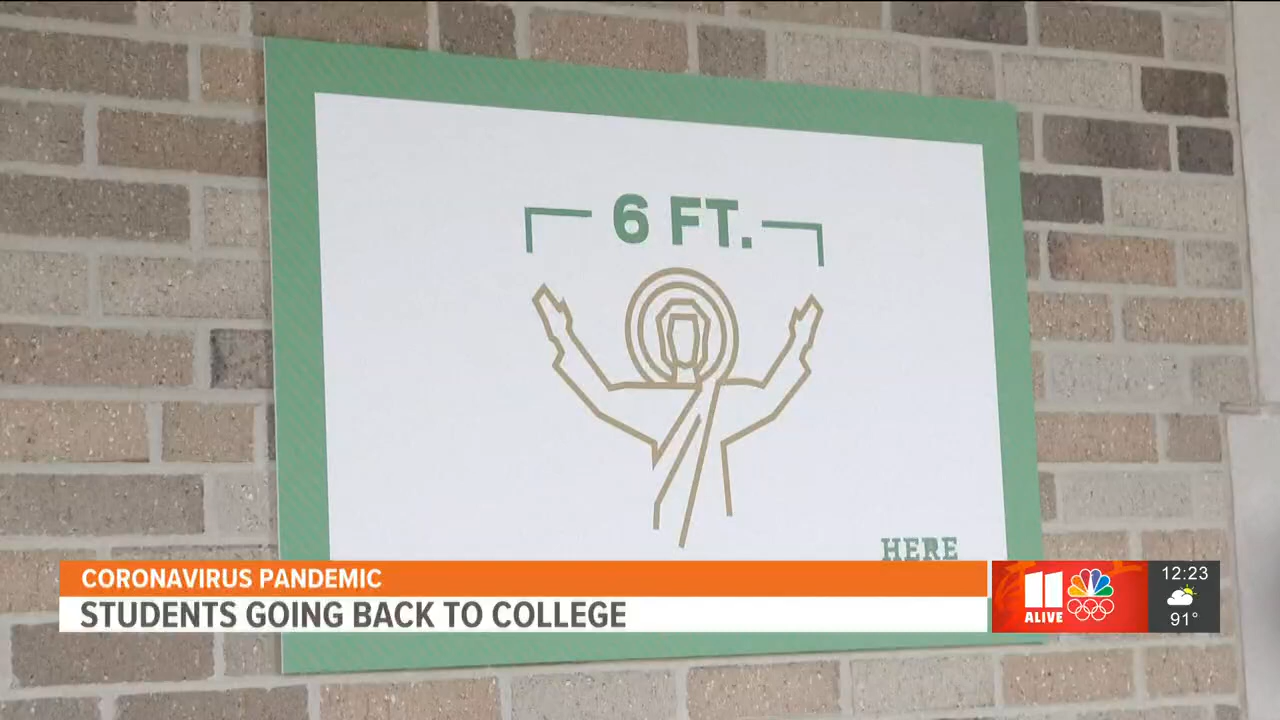 6 FT.
HERE
CORONAVIRUS PANDEMIC
STUDENTS GOING BACK TO COLLEGE
11
ALIVE
12:23
91°